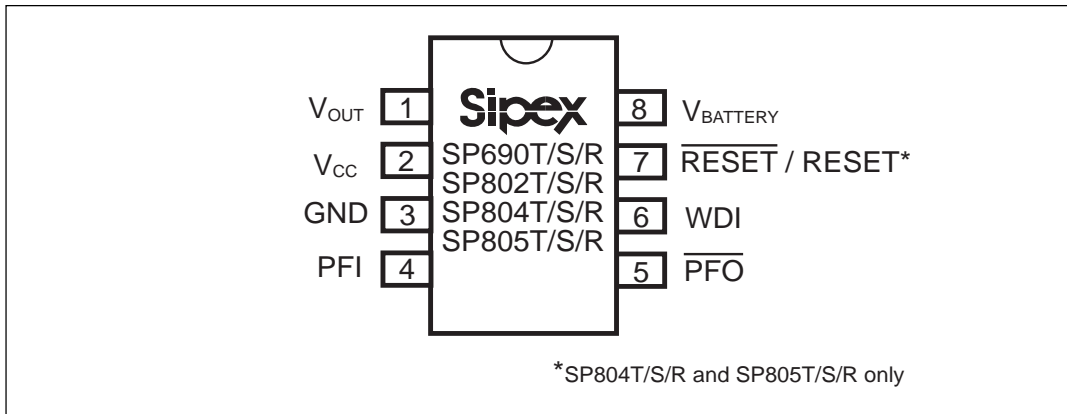 Sipex
SP690T/S/R
SP802T/S/R
SP804T/S/R
SP805T/S/R
VOUT 1
VCC 2
GND 3
PFI 4
8 VBATTERY
7 RESET / RESET*
6 WDI
5 PFO
*SP804T/S/R and SP805T/S/R only